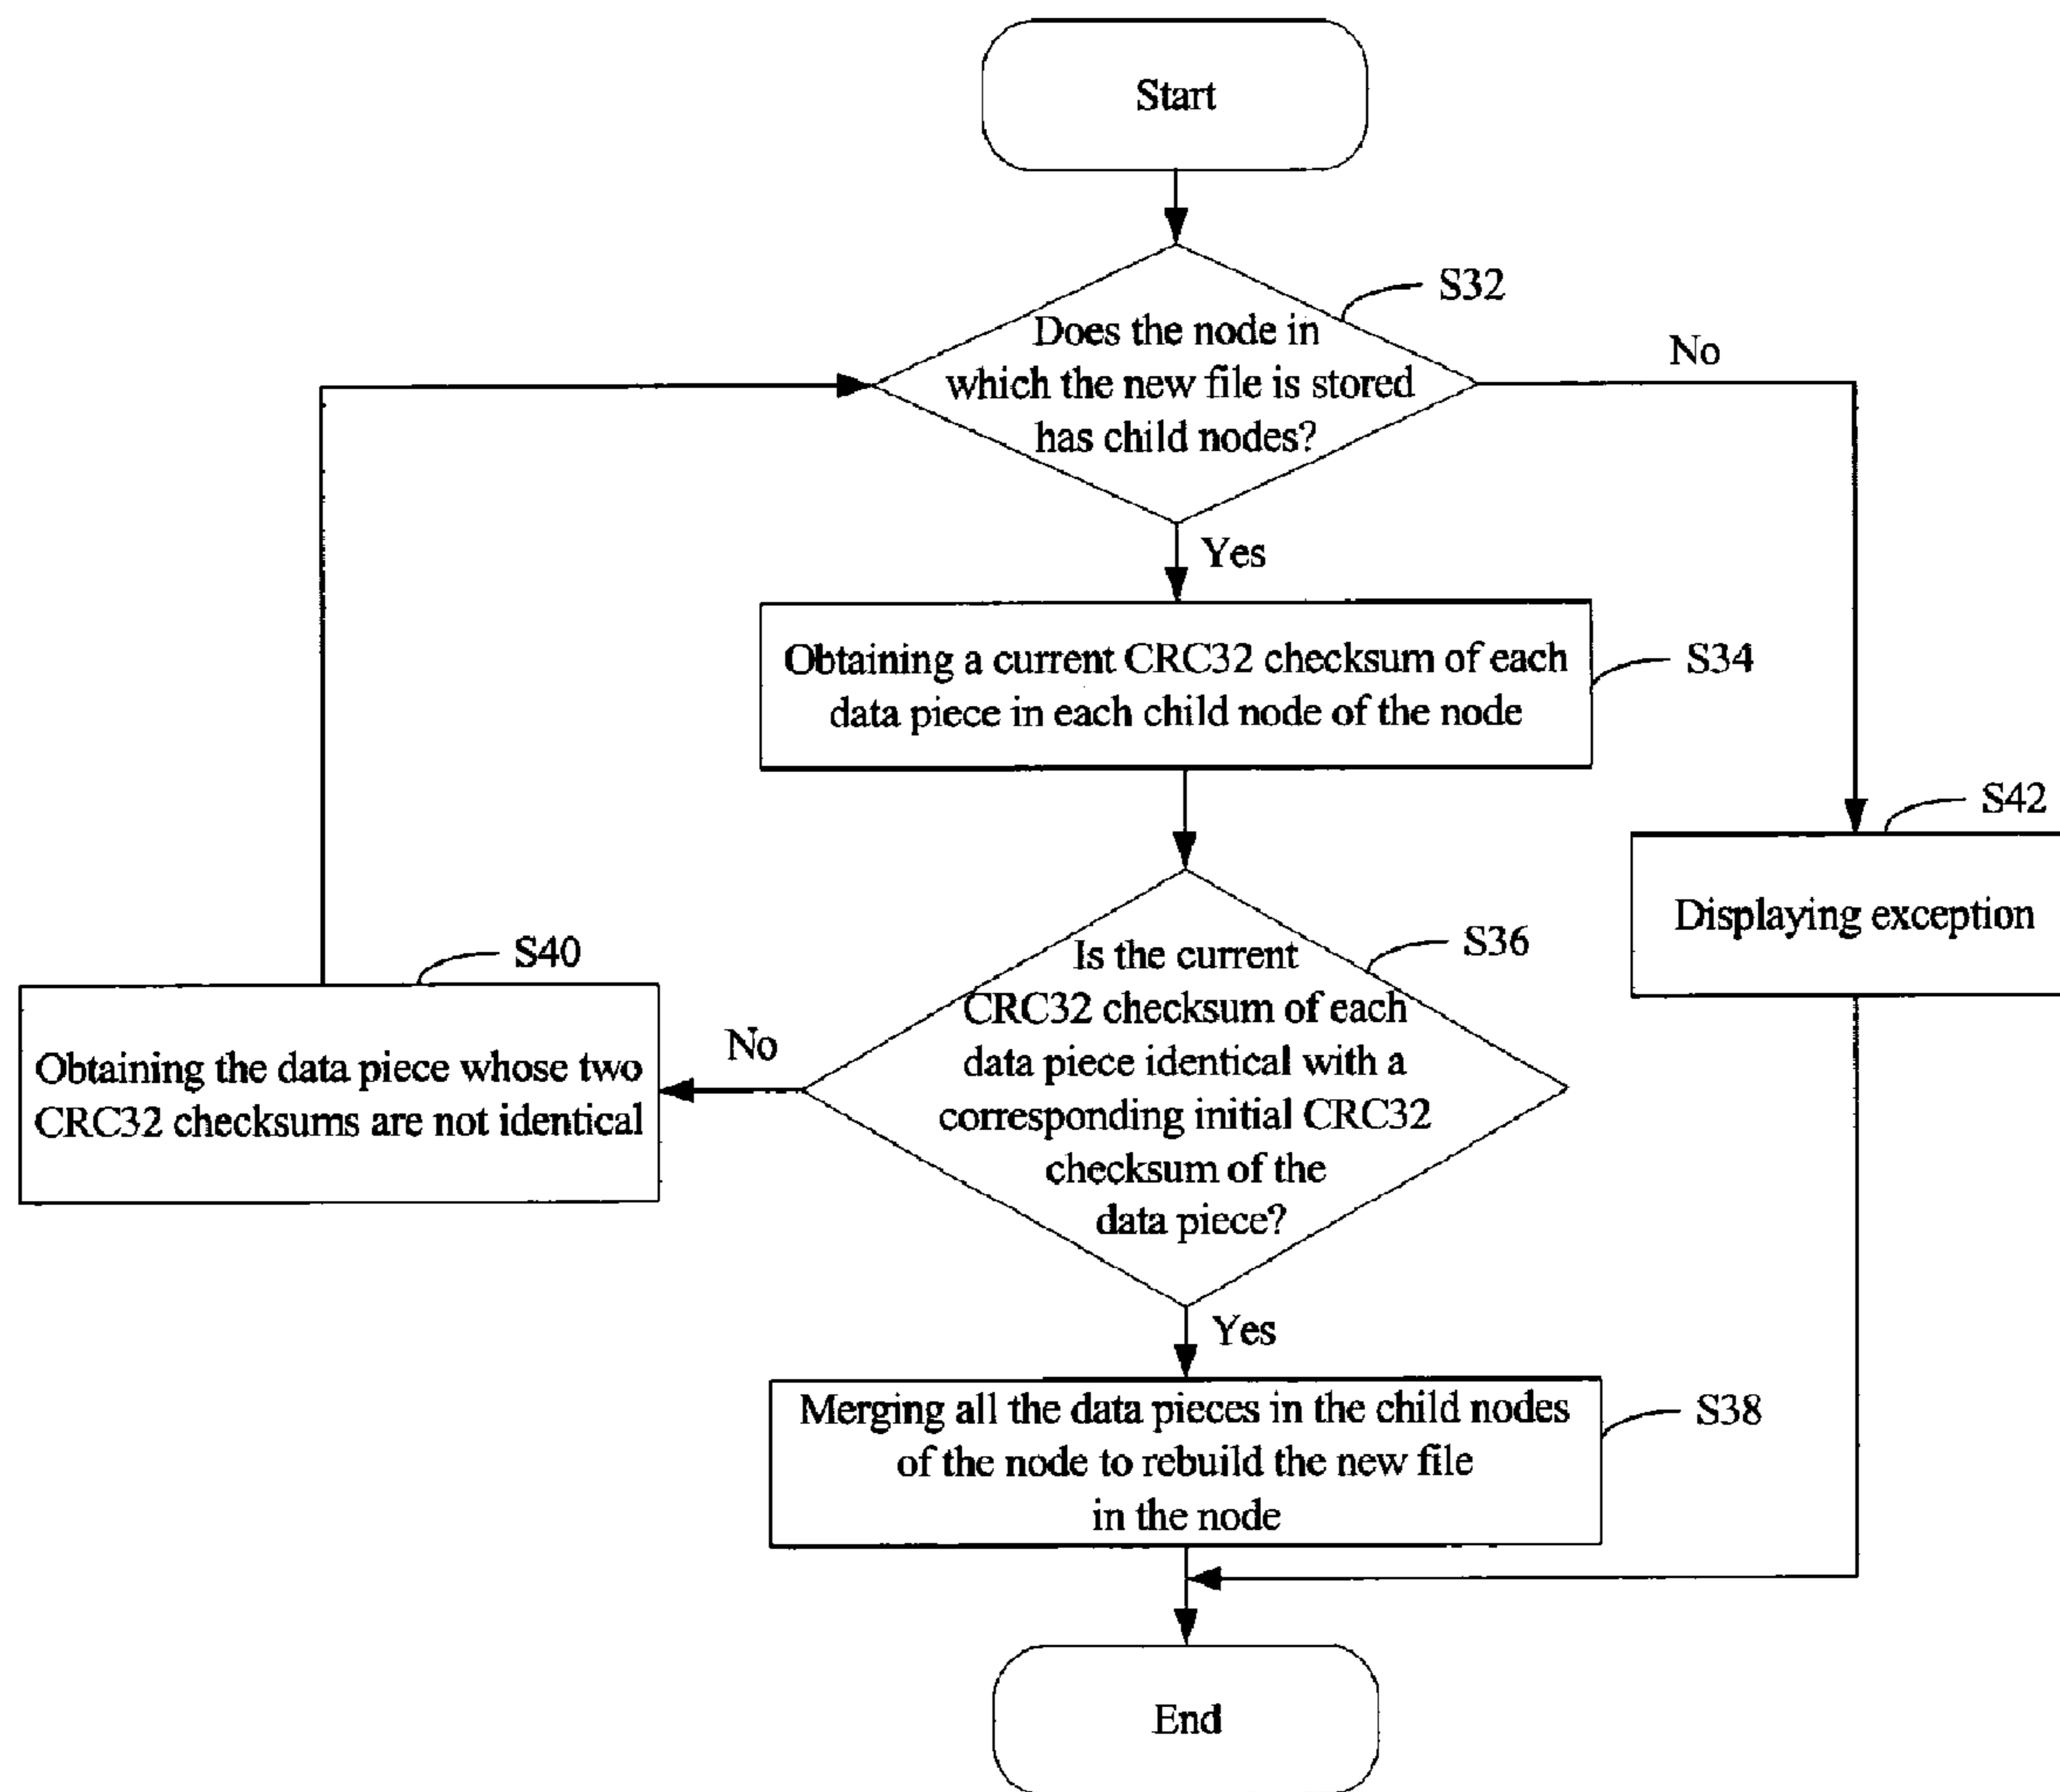 Start
S32
Does the node in
which the new file is stored
has child nodes?
No
Yes
Obtaining a current CRC32 checksum of each
data piece in each child node of the node
S34
S42
Displaying exception
S36
Is the current
CRC32 checksum of each
data piece identical with a
corresponding initial CRC32
checksum of the
data piece?
No
S40
Obtaining the data piece whose two
CRC32 checksums are not identical
Yes
Merging all the data pieces in the child nodes
of the node to rebuild the new file
in the node
S38
End